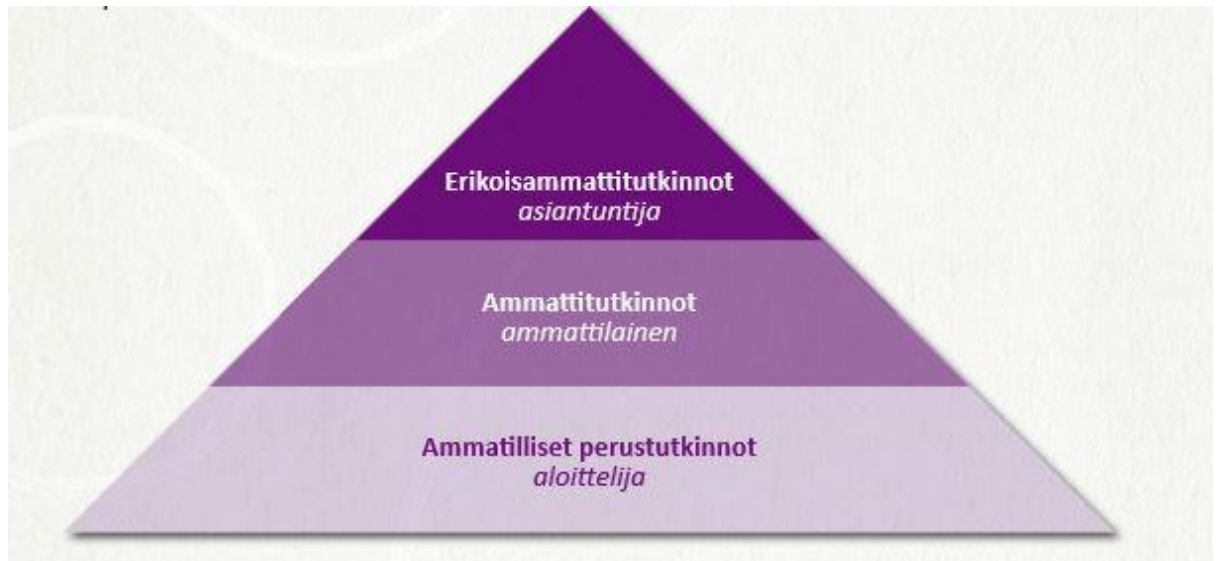 Erikoisammattitutkinnot
asiantuntija
Ammattitutkinnot
ammattilainen
Ammatilliset perustutkinnot
aloittelija